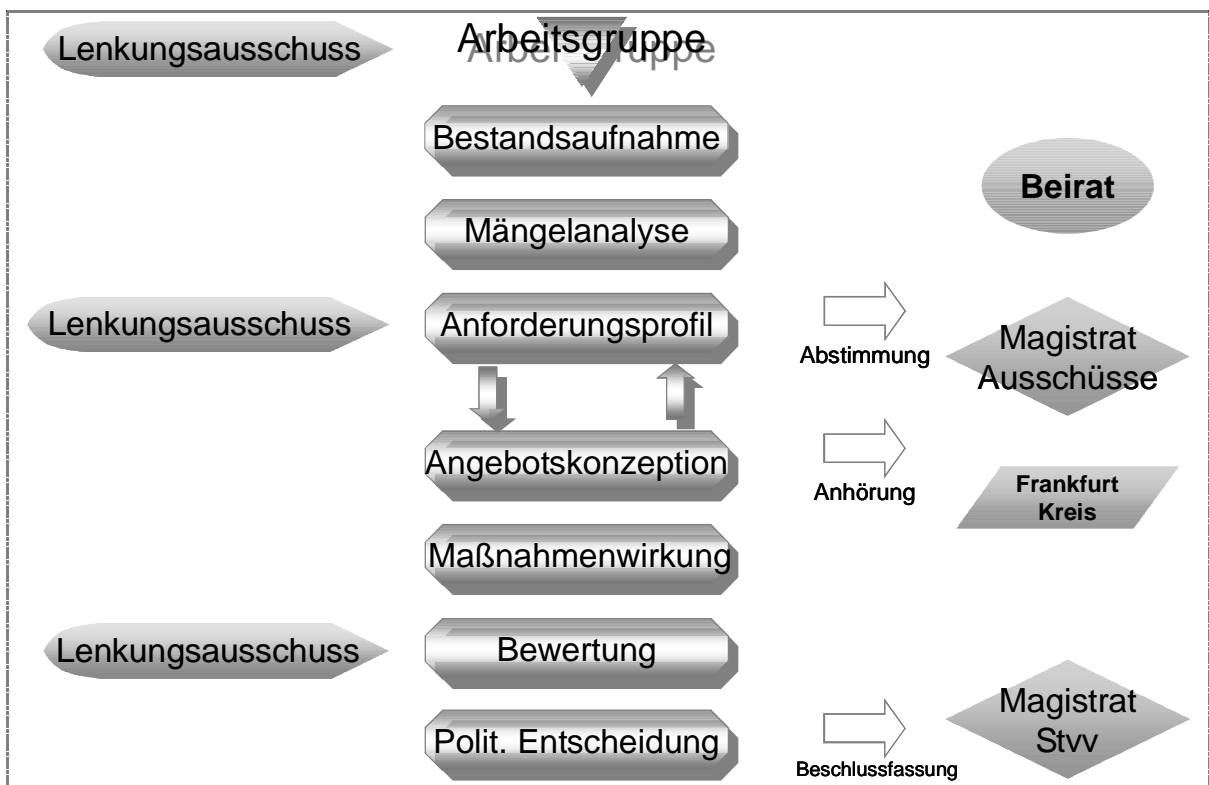 Lenkungsausschuss
Arbeitsgruppe
Bestandsaufnahme
Beirat
Mängelanalyse
Lenkungsausschuss
Anforderungsprofil
Abstimmung
Magistrat
Ausschüsse
Angebotskonzeption
Anhörung
Frankfurt
Kreis
Maßnahmenwirkung
Lenkungsausschuss
Bewertung
Polit. Entscheidung
Beschlussfassung
Magistrat
Stvv